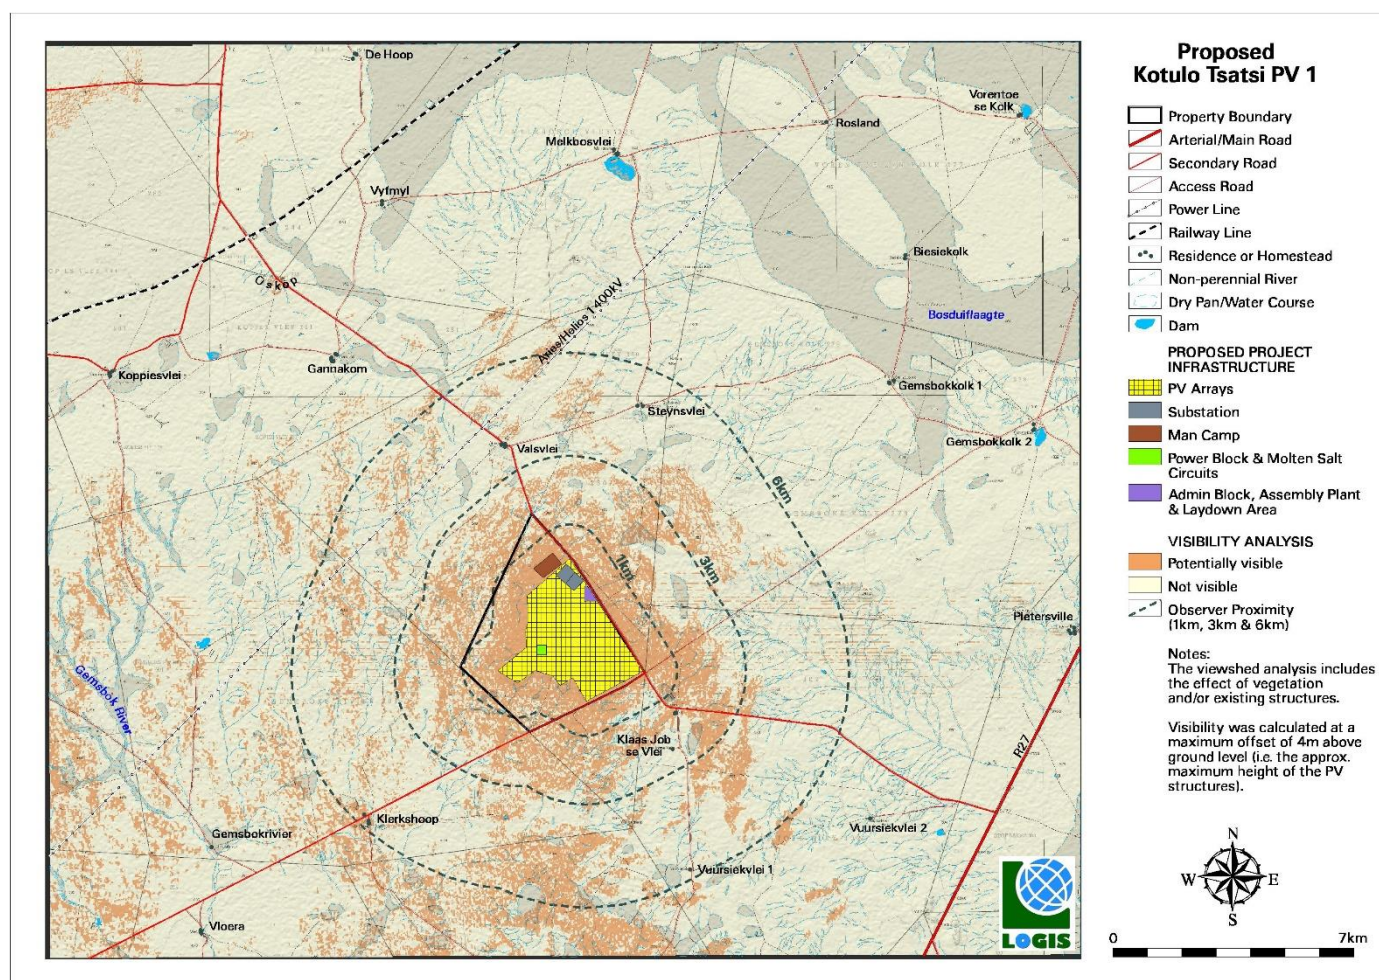 De Hoop
Vorentoe
se Kolk
Rosland
Melkbosvlei
Vyfmyl
Biesiekolk
Oskop
Aries/Helios 1 400kV
Bosduiflaagte
Koppiesvlei
Gannakom
Gemsbokkolk 1
Steynsvlei
Gemsbokkolk 2
Valsvlei
6km
3km
1km
Pietersville
Gemsbok River
Klaas Job
se Vlei
R27
Klerkshoop
Gemsbokrivier
Vuursiekvlei 2
Vuursiekvlei 1
Vloera
LOGIS
Proposed
Kotulo Tsatsi PV 1
Property Boundary
Arterial/Main Road
Secondary Road
Access Road
Power Line
Railway Line
Residence or Homestead
Non-perennial River
Dry Pan/Water Course
Dam
PROPOSED PROJECT
INFRASTRUCTURE
PV Arrays
Substation
Man Camp
Power Block & Molten Salt
Circuits
Admin Block, Assembly Plant
& Laydown Area
VISIBILITY ANALYSIS
Potentially visible
Not visible
Observer Proximity
(1km, 3km & 6km)
Notes:
The viewshed analysis includes
the effect of vegetation
and/or existing structures.
Visibility was calculated at a
maximum offset of 4m above
ground level (i.e. the approx.
maximum height of the PV
structures).
N
W E
S
0 7km